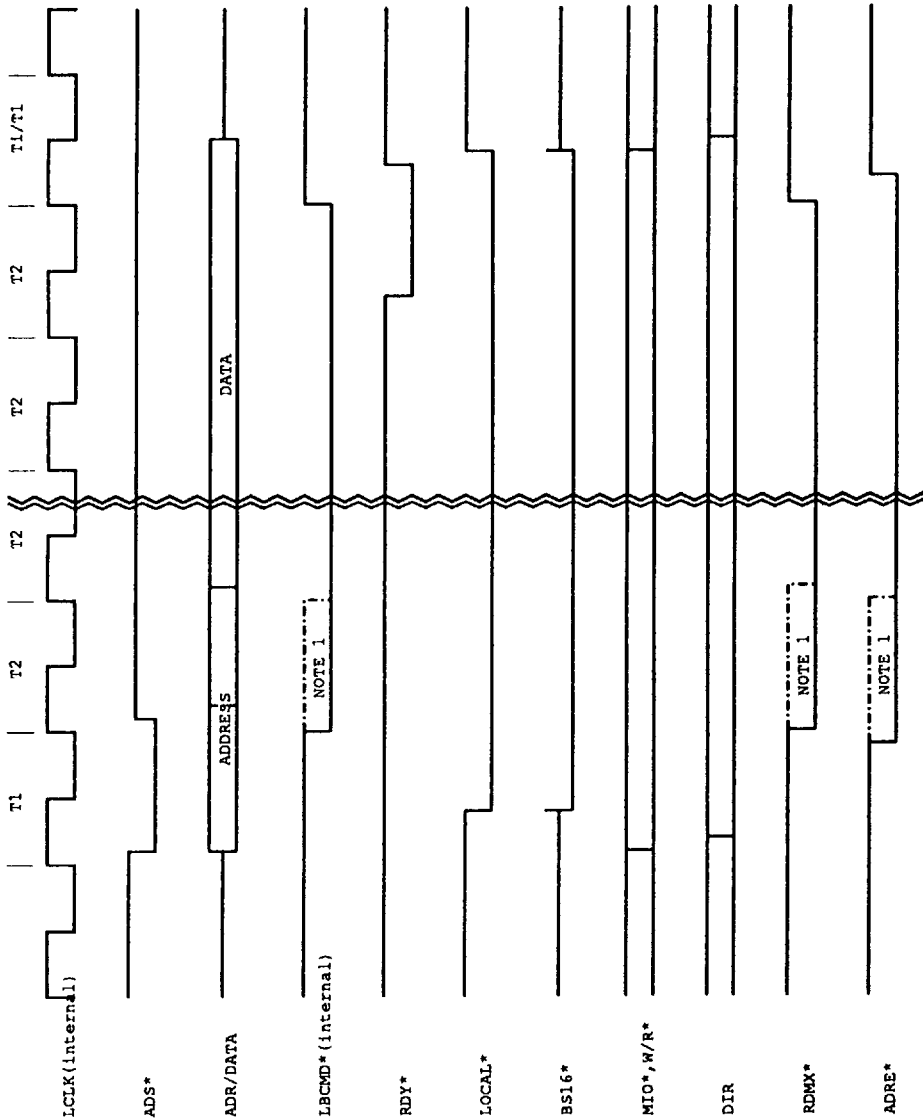 T1 T2 T2 T2 T2 T1/T1
LCLK(internal)
ADS*
ADR/DATA ADDRESS DATA
LBCMD*(internal) NOTE 1
RDY*
LOCAL*
BS16*
MIO*,W/R*
DIR
RDMX* NOTE 1
ADRE* NOTE 1